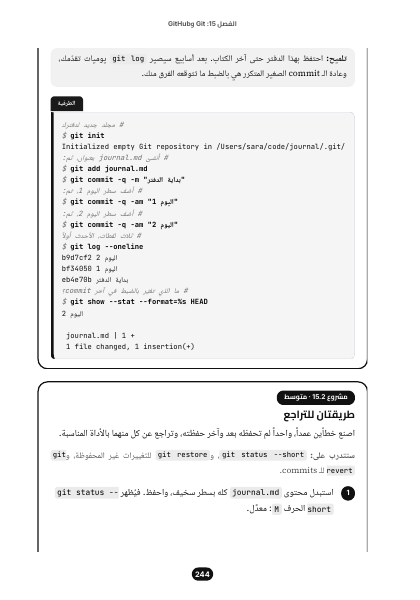 الفصل 15: Git وGitHub
تلميح: احتفظ بهذا الدفتر حتى آخر الكتاب. بعد أسابيع سيصير git log يوميات تقدّمك،
وعادة الـ commit الصغير المتكرر هي بالضبط ما تتوقعه الفرق منك.
الطرفية
# مجلد جديد لدفترك
$ git init
Initialized empty Git repository in /Users/sara/code/journal/.git/
# أنشئ journal.md بعنوان، ثم:
$ git add journal.md
$ git commit -q -m "بداية الدفتر"
# أضف سطر اليوم 1، ثم:
$ git commit -q -am "اليوم 1"
# أضف سطر اليوم 2، ثم:
$ git commit -q -am "اليوم 2"
# ثلاث لقطات، الأحدث أولاً
$ git log --oneline
b9d7cf2 اليوم 2
bf34050 اليوم 1
eb4e70b بداية الدفتر
# ما الذي تغيّر بالضبط في آخر commit؟
$ git show --stat --format=%s HEAD
اليوم 2
journal.md | 1 +
1 file changed, 1 insertion(+)
مشروع 15.2 · متوسط
طريقتان للتراجع
اصنع خطأين عمداً، واحداً لم تحفظه بعد وآخر حفظته، وتراجع عن كل منهما بالأداة المناسبة.
ستتدرب على: git status --short، و git restore للتغييرات غير المحفوظة، وgit
revert للـ commits.
1 استبدل محتوى journal.md كله بسطر سخيف، واحفظ. فيُظهر git status --
short الحرف M : معدّل.
244